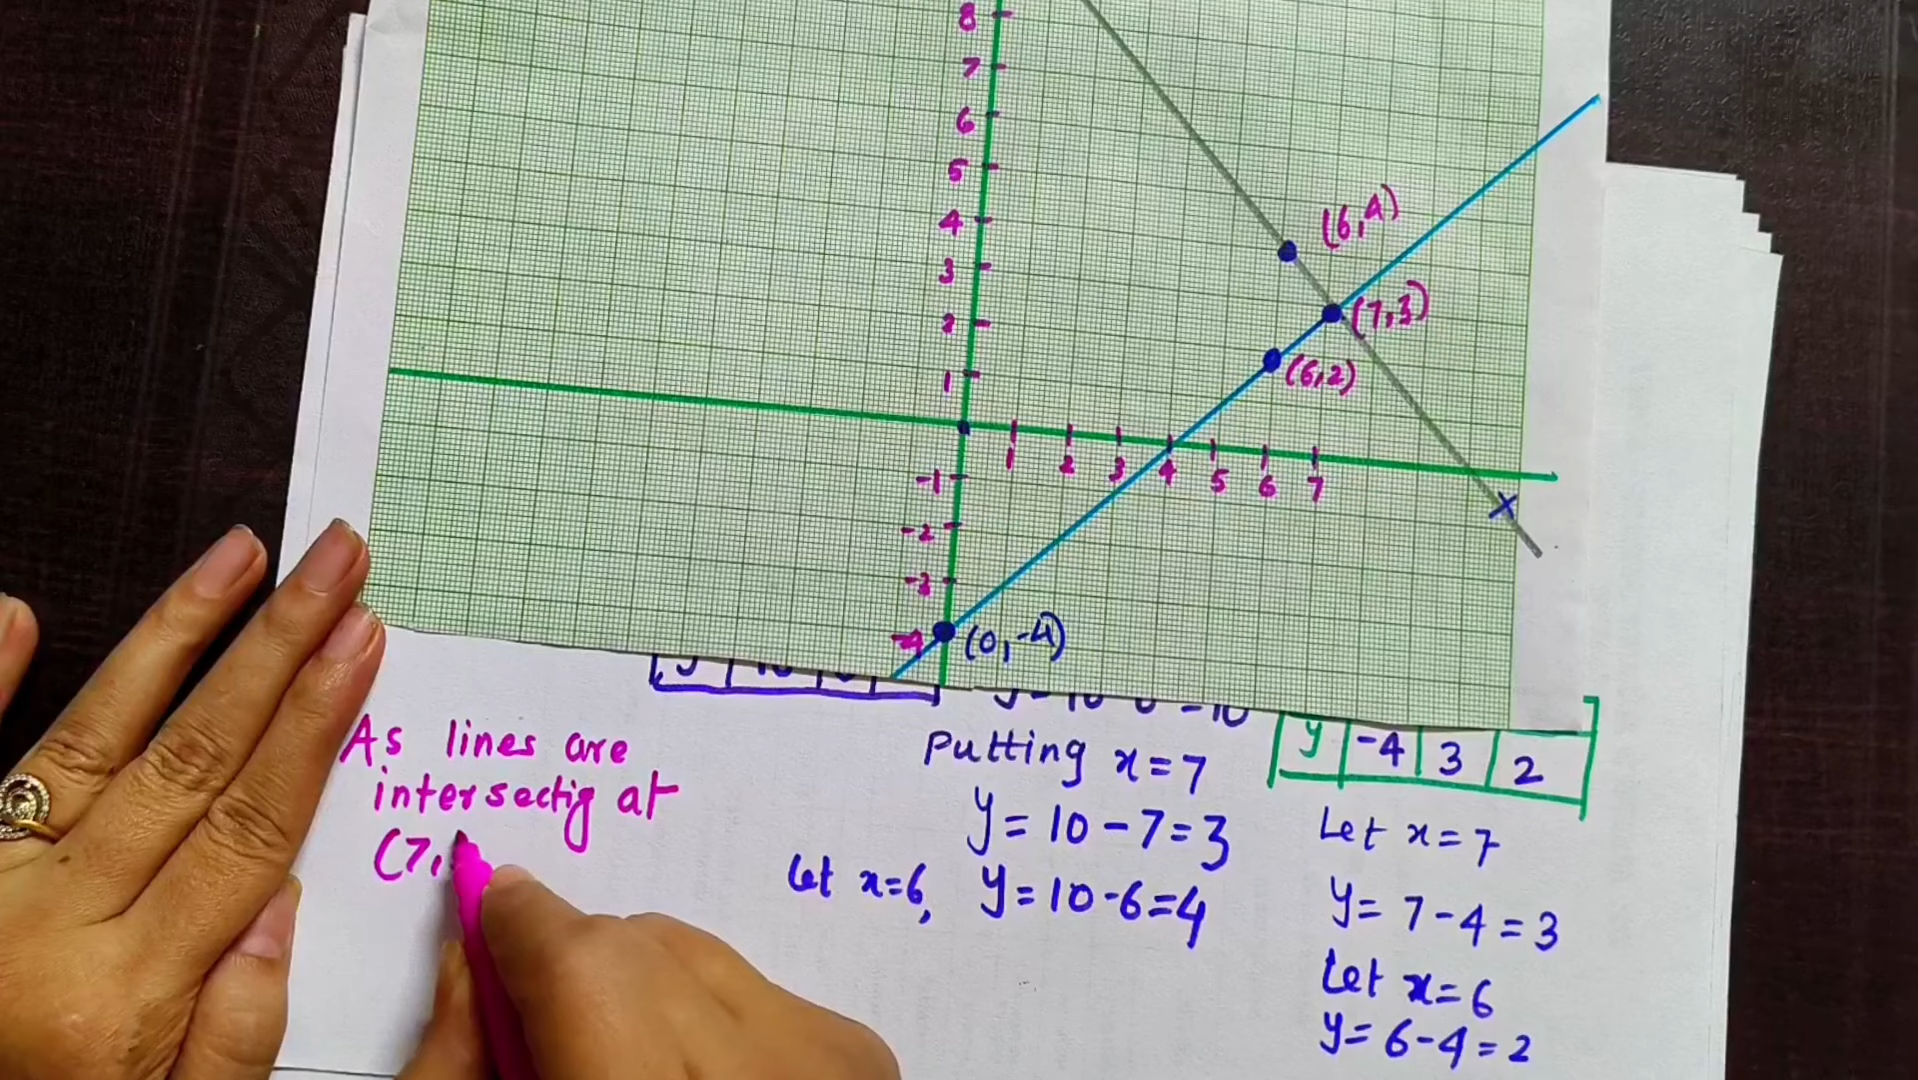 8
7
6
5
4
3
2
1
-1
-2
-3
-4
1 2 3 4 5 6 7
(6,4)
(7,3)
(6,2)
(0,-4)
X
As lines are
intersectig at
(7,
Putting x=7
y = 10 - 7 = 3
Let x=6, y = 10-6=4
y -4 3 2
Let x=7
y= 7-4 = 3
Let x=6
y= 6-4 = 2